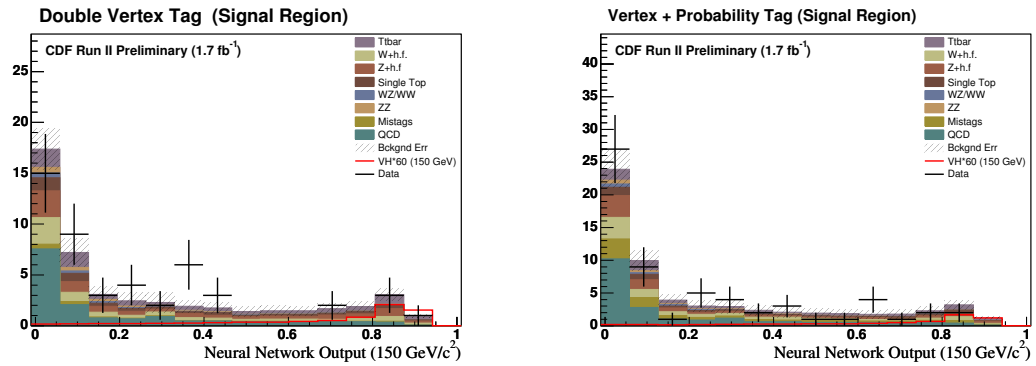 Double Vertex Tag (Signal Region)
CDF Run II Preliminary (1.7 fb⁻¹)
Ttbar
W+h.f.
Z+h.f
Single Top
WZ/WW
ZZ
Mistags
QCD
Bckgnd Err
VH*60 (150 GeV)
Data
25
20
15
10
5
0
0 0.2 0.4 0.6 0.8 1
Neural Network Output (150 GeV/c²)
Vertex + Probability Tag (Signal Region)
CDF Run II Preliminary (1.7 fb⁻¹)
Ttbar
W+h.f.
Z+h.f
Single Top
WZ/WW
ZZ
Mistags
QCD
Bckgnd Err
VH*60 (150 GeV)
Data
40
35
30
25
20
15
10
5
0
0 0.2 0.4 0.6 0.8 1
Neural Network Output (150 GeV/c²)